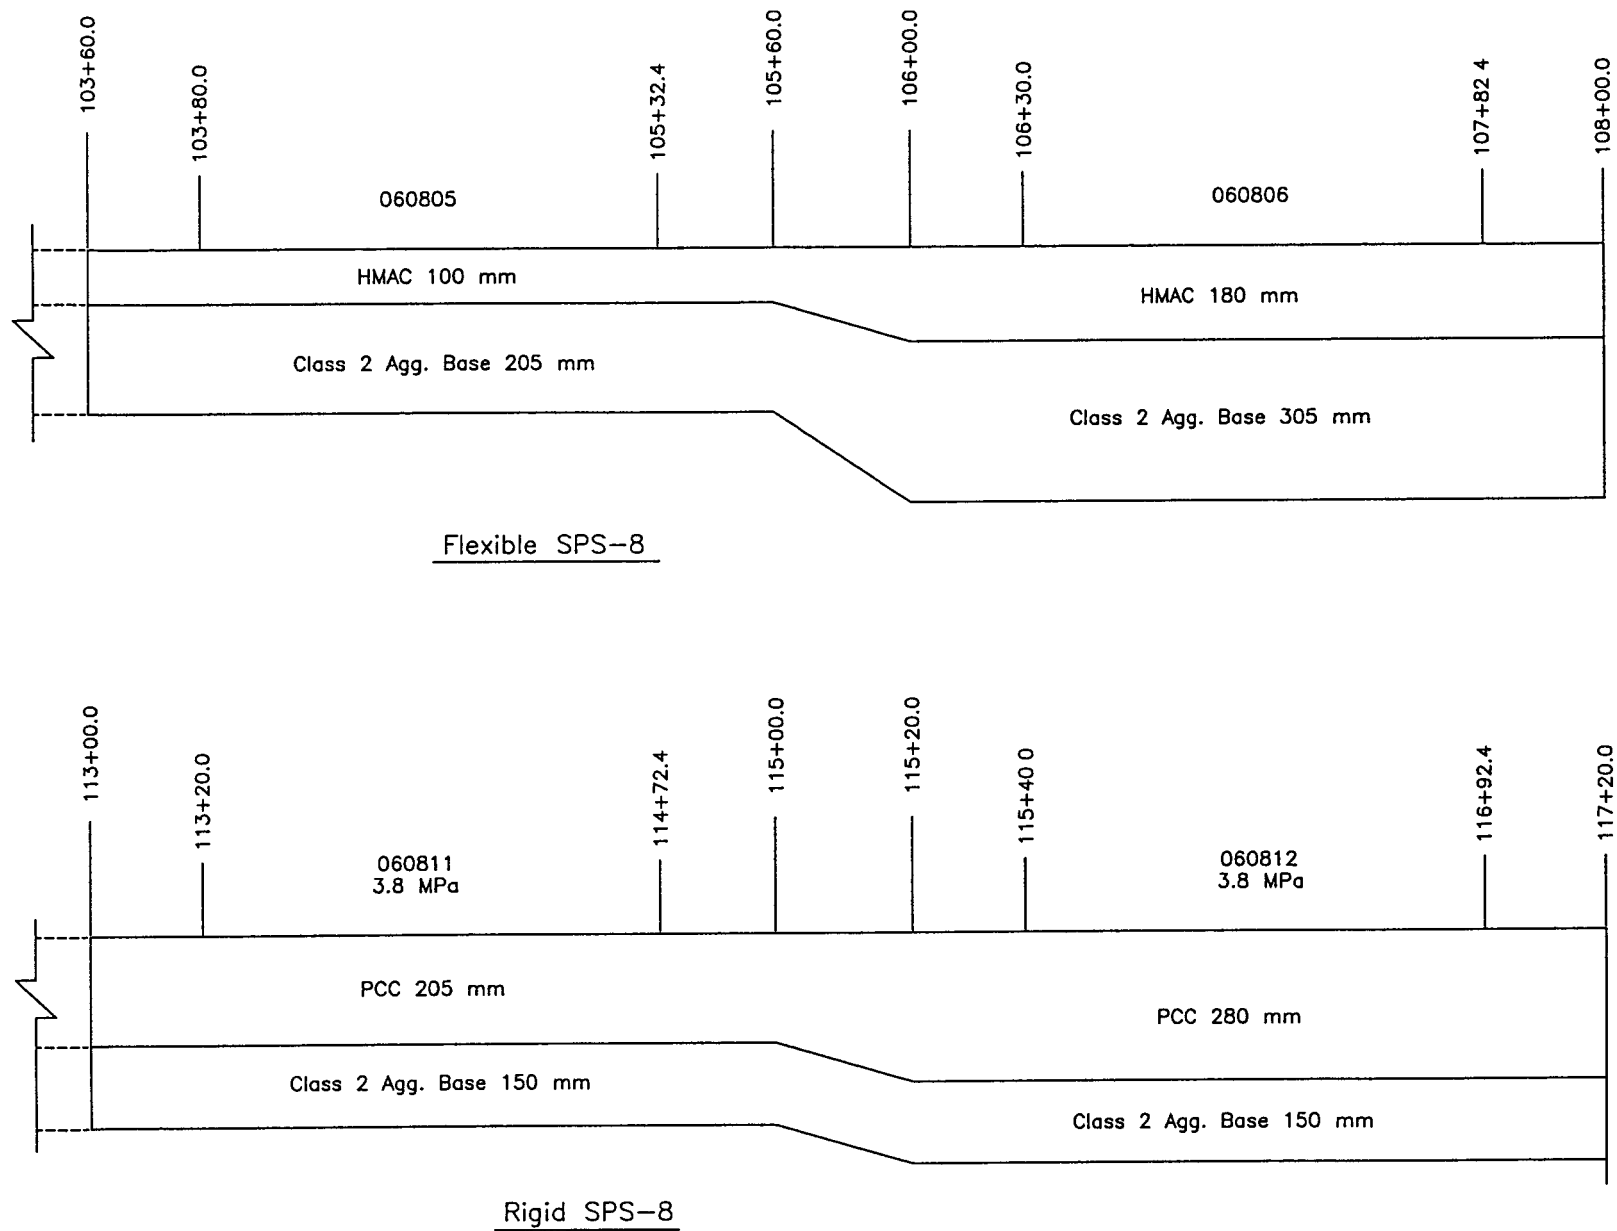 103+60.0
103+80.0
105+32.4
105+60.0
106+00.0
106+30.0
107+82 4
108+00.0
060805
060806
HMAC 100 mm
HMAC 180 mm
Class 2 Agg. Base 205 mm
Class 2 Agg. Base 305 mm
Flexible SPS-8
113+00.0
113+20.0
114+72.4
115+00.0
115+20.0
115+40 0
116+92.4
117+20.0
060811
3.8 MPa
060812
3.8 MPa
PCC 205 mm
PCC 280 mm
Class 2 Agg. Base 150 mm
Class 2 Agg. Base 150 mm
Rigid SPS-8